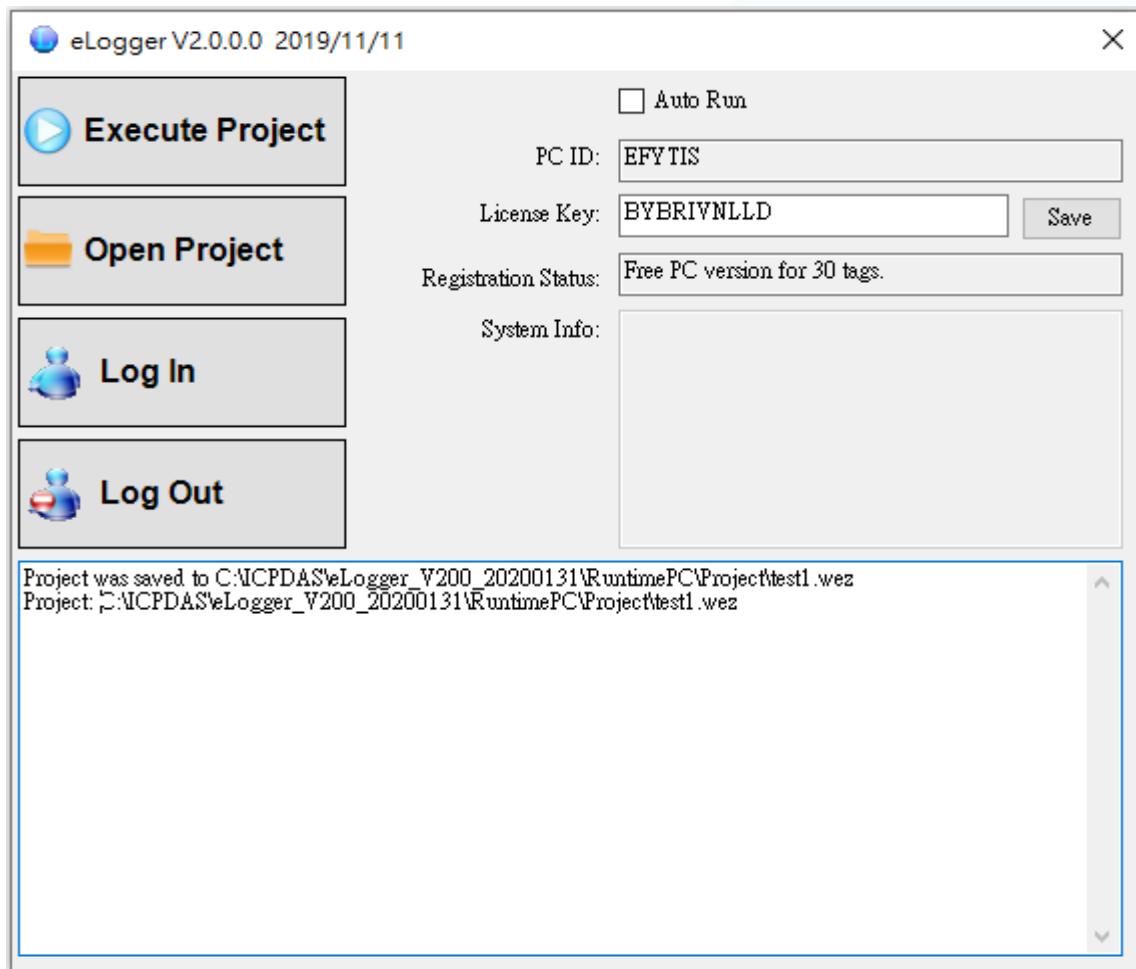 eLogger V2.0.0.0 2019/11/11
Execute Project
Open Project
Log In
Log Out
Auto Run
PC ID: EFYTIS
License Key: BYBRIVNLLD Save
Registration Status: Free PC version for 30 tags.
System Info:
Project was saved to C:\ICPDAS\eLogger_V200_20200131\RuntimePC\Project\test1.wez
Project: C:\ICPDAS\eLogger_V200_20200131\RuntimePC\Project\test1.wez